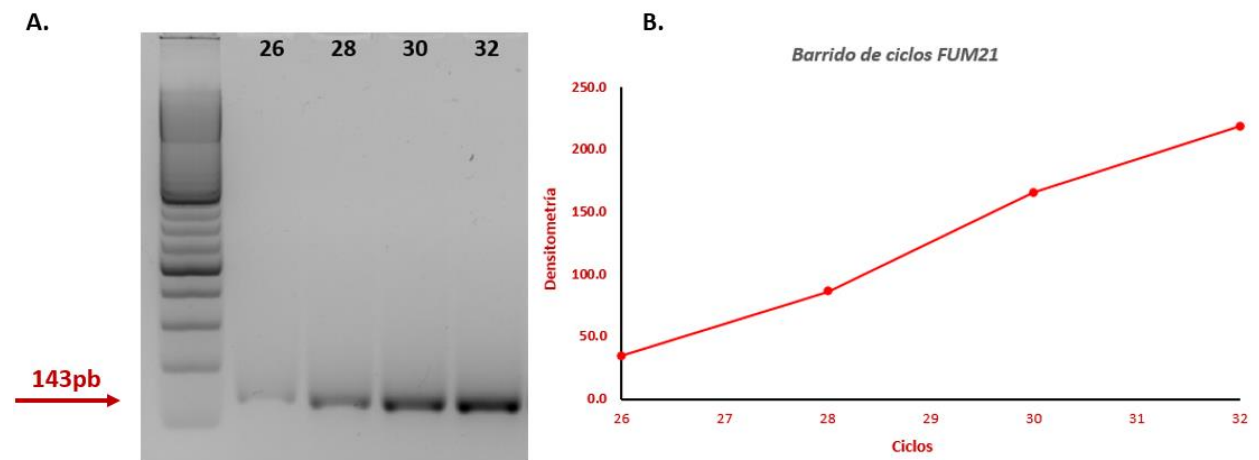 A.
26 28 30 32
143pb
B.
Barrido de ciclos FUM21
250.0
200.0
150.0
100.0
50.0
0.0
Densitometría
26 27 28 29 30 31 32
Ciclos